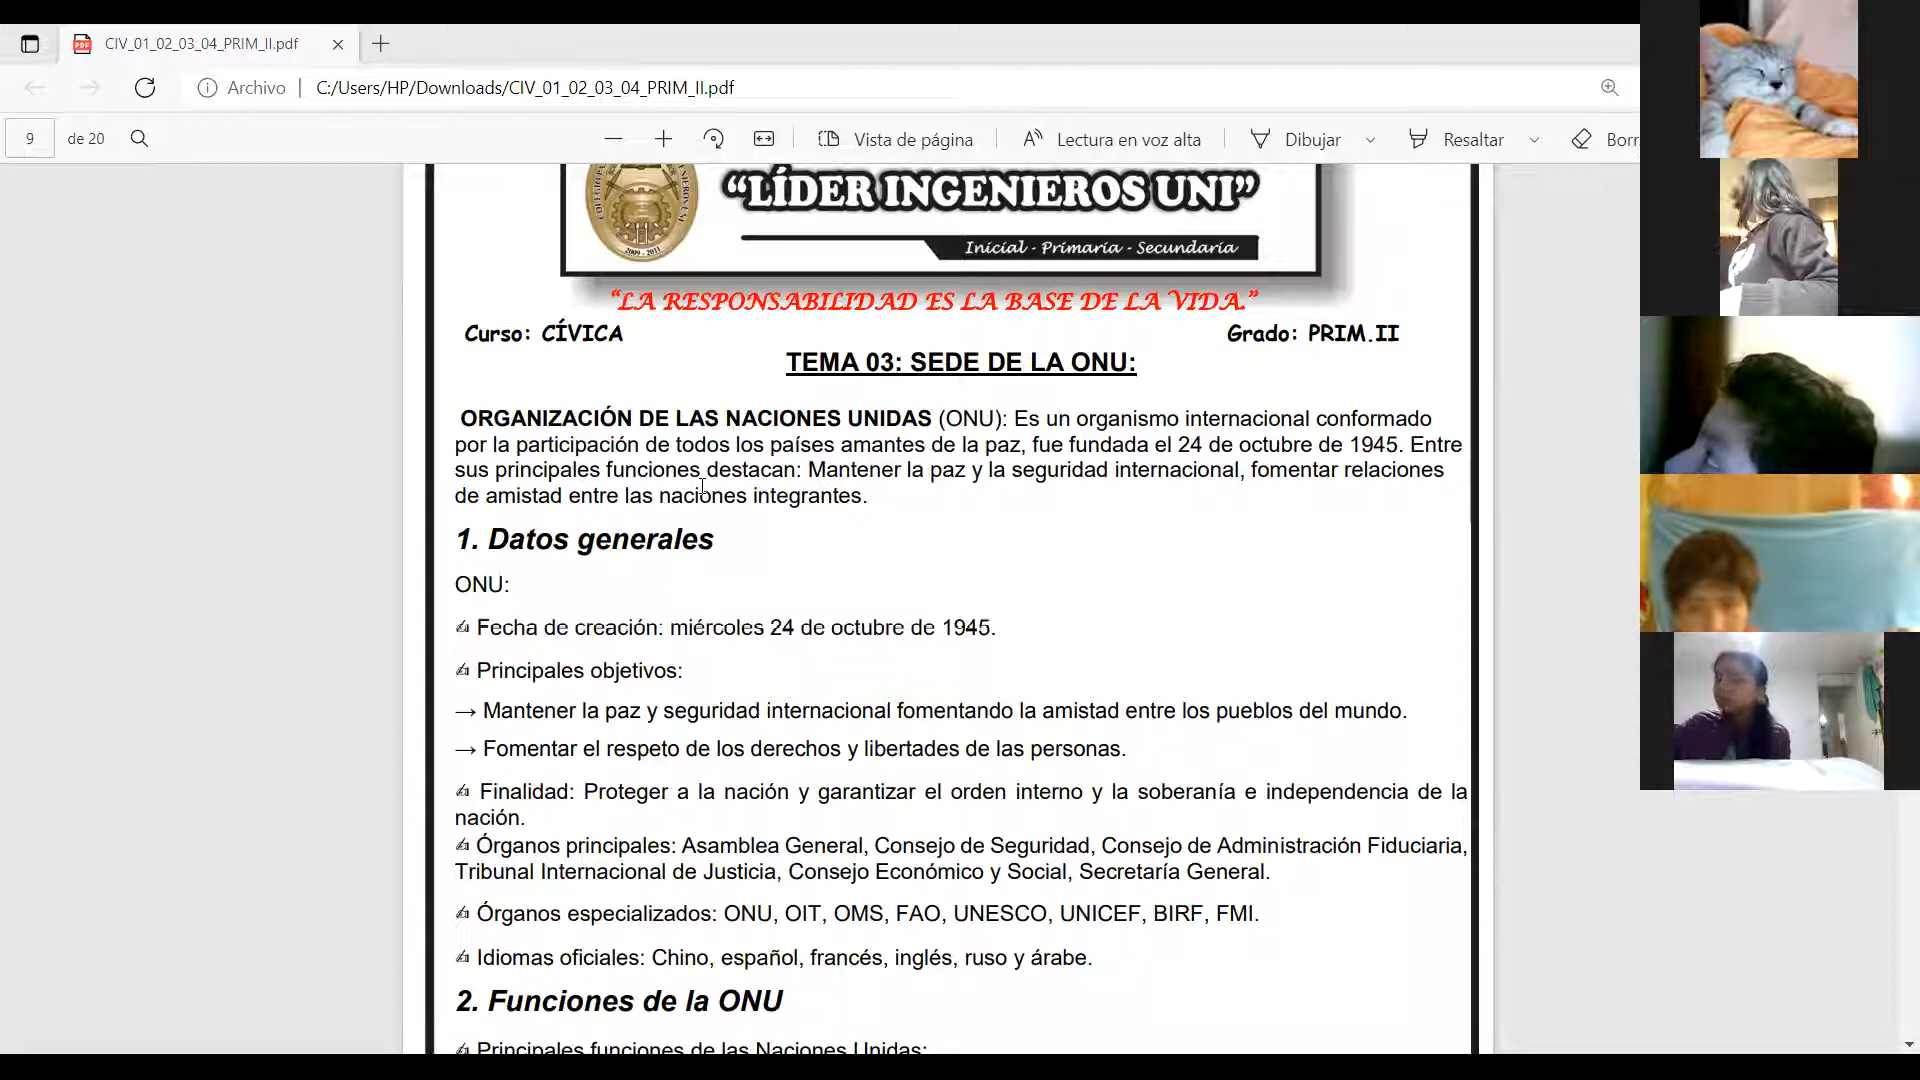 CIV_01_02_03_04_PRIM_II.pdf
Archivo
C:/Users/HP/Downloads/CIV_01_02_03_04_PRIM_II.pdf
9 de 20
Vista de página
Lectura en voz alta
Dibujar
Resaltar
Borr
“LÍDER INGENIEROS UNI”
2009 - 2011
Inicial - Primaria - Secundaria
“LA RESPONSABILIDAD ES LA BASE DE LA VIDA.”
Curso: CÍVICA Grado: PRIM.II
TEMA 03: SEDE DE LA ONU:
ORGANIZACIÓN DE LAS NACIONES UNIDAS (ONU): Es un organismo internacional conformado
por la participación de todos los países amantes de la paz, fue fundada el 24 de octubre de 1945. Entre
sus principales funciones destacan: Mantener la paz y la seguridad internacional, fomentar relaciones
de amistad entre las naciones integrantes.
1. Datos generales
ONU:
✍ Fecha de creación: miércoles 24 de octubre de 1945.
✍ Principales objetivos:
→ Mantener la paz y seguridad internacional fomentando la amistad entre los pueblos del mundo.
→ Fomentar el respeto de los derechos y libertades de las personas.
✍ Finalidad: Proteger a la nación y garantizar el orden interno y la soberanía e independencia de la
nación.
✍ Órganos principales: Asamblea General, Consejo de Seguridad, Consejo de Administración Fiduciaria,
Tribunal Internacional de Justicia, Consejo Económico y Social, Secretaría General.
✍ Órganos especializados: ONU, OIT, OMS, FAO, UNESCO, UNICEF, BIRF, FMI.
✍ Idiomas oficiales: Chino, español, francés, inglés, ruso y árabe.
2. Funciones de la ONU
✍ Principales funciones de las Naciones Unidas: